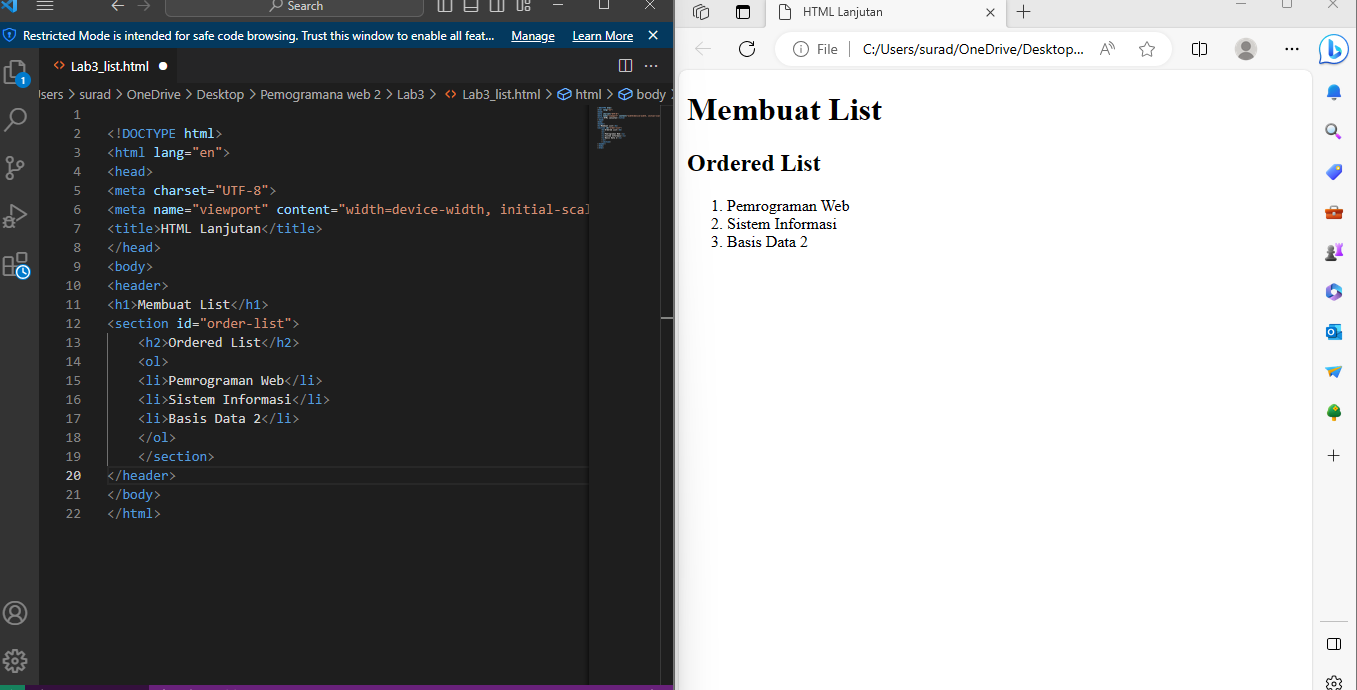 Search
Restricted Mode is intended for safe code browsing. Trust this window to enable all feat... Manage Learn More
1
<> Lab3_list.html
sers > surad > OneDrive > Desktop > Pemogramana web 2 > Lab3 > <> Lab3_list.html > html > body >
1
2 <!DOCTYPE html>
3 <html lang="en">
4 <head>
5 <meta charset="UTF-8">
6 <meta name="viewport" content="width=device-width, initial-scal
7 <title>HTML Lanjutan</title>
8 </head>
9 <body>
10 <header>
11 <h1>Membuat List</h1>
12 <section id="order-list">
13 <h2>Ordered List</h2>
14 <ol>
15 <li>Pemrograman Web</li>
16 <li>Sistem Informasi</li>
17 <li>Basis Data 2</li>
18 </ol>
19 </section>
20 </header>
21 </body>
22 </html>
HTML Lanjutan
File | C:/Users/surad/OneDrive/Desktop...
Membuat List
Ordered List
1. Pemrograman Web
2. Sistem Informasi
3. Basis Data 2